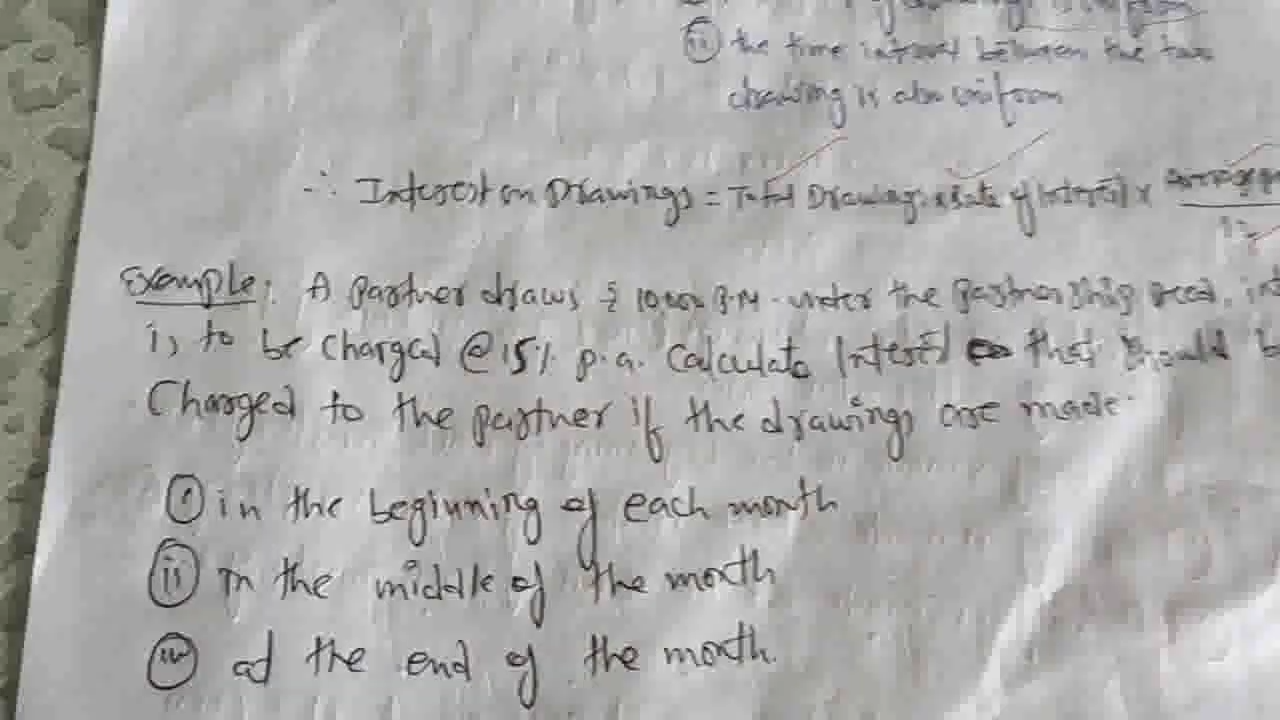 (ii) the time interval between the two
drawing is also uniform
∴ Interest on Drawings = Total Drawings x Rate of Interest x
12
Example: A partner draws ₹ 10,000 P.M. under the partnership deed, int
is to be charged @ 15% p.a. Calculate Interest that should b
Charged to the partner if the drawings are made.
(i) in the beginning of each month
(ii) in the middle of the month
(iii) at the end of the month.